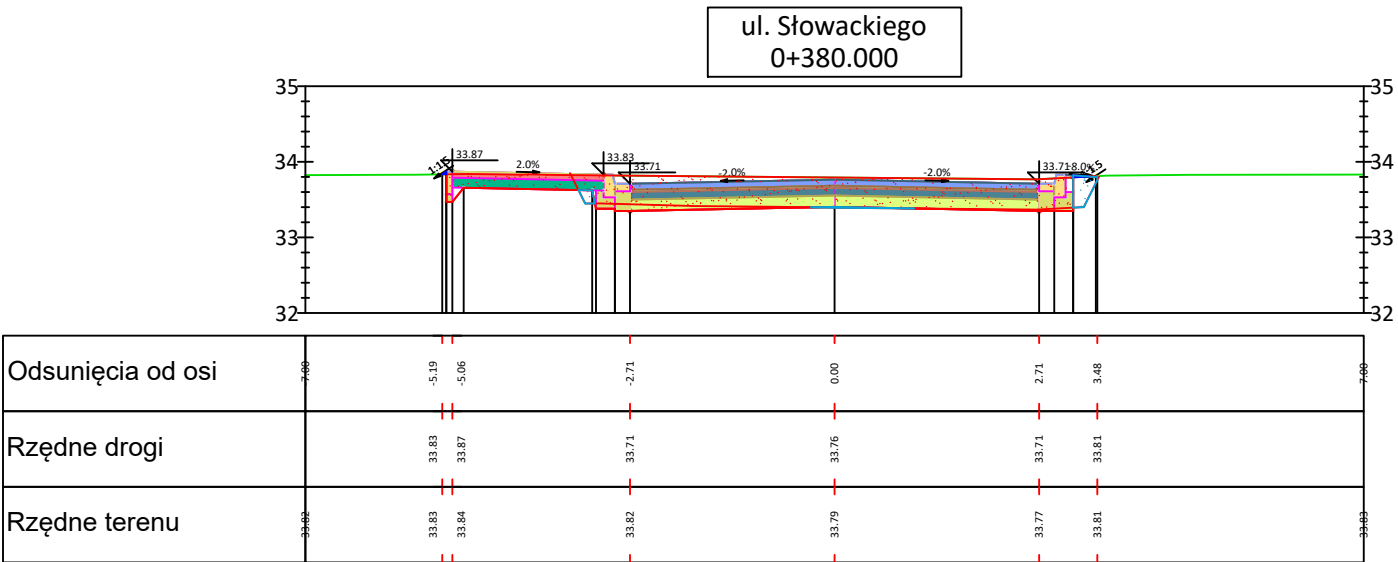 ul. Słowackiego
0+380.000
35 35
34 34
33 33
32 32
33.87 2.0% 33.83 33.71 -2.0% -2.0% 33.71 -8.0%
Odsunięcia od osi -5.19 -5.06 -2.71 0.00 2.71 3.48 7.00
Rzędne drogi 33.83 33.87 33.71 33.76 33.71 33.81
Rzędne terenu 33.82 33.83 33.84 33.82 33.79 33.77 33.81 33.83